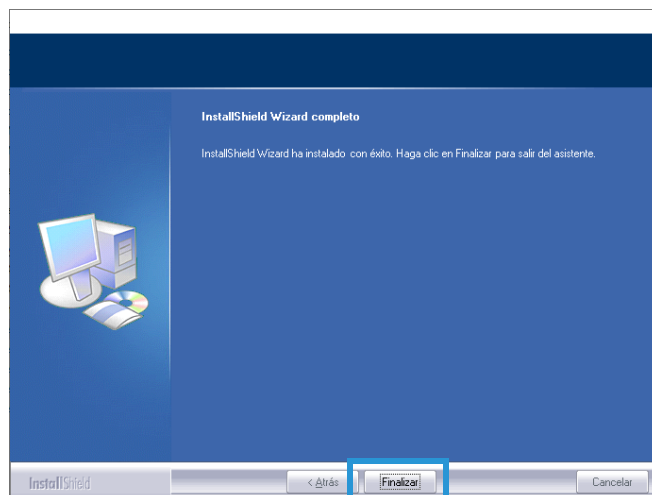 InstallShield Wizard completo
InstallShield Wizard ha instalado con éxito. Haga clic en Finalizar para salir del asistente.
InstallShield
< Atrás
Finalizar
Cancelar